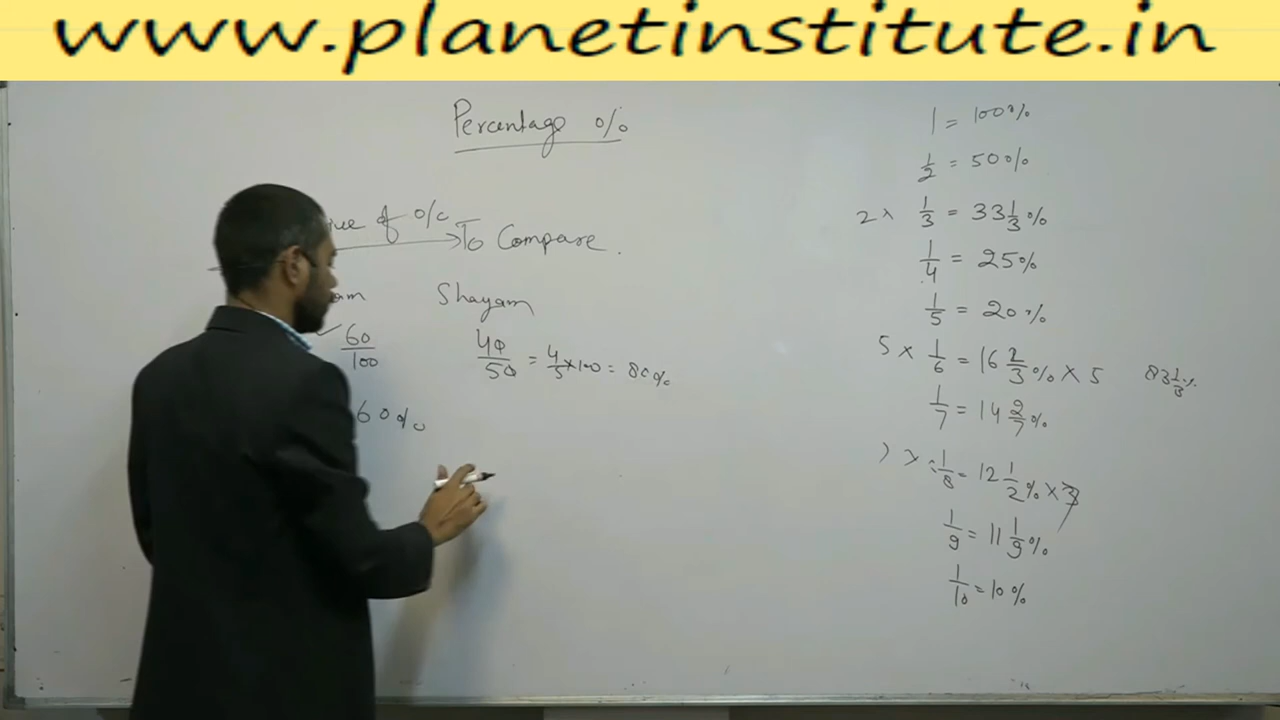 www.planetinstitute.in
Percentage %
of % To Compare.
Shayam
60/100
40/50 = 4/5 × 100 = 80%
60%
1 = 100%
1/2 = 50%
2 × 1/3 = 33 1/3 %
1/4 = 25%
1/5 = 20%
5 × 1/6 = 16 2/3 % × 5 83 1/3 %
1/7 = 14 2/7 %
1/8 = 12 1/2 % ×
1/9 = 11 1/9 %
1/10 = 10%